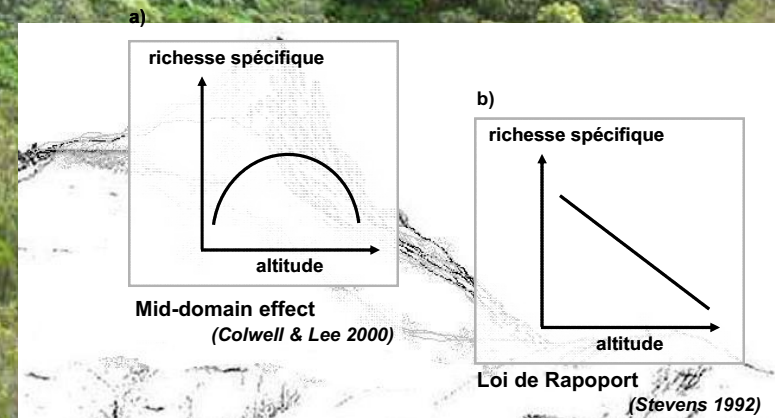 a)
richesse spécifique
altitude
Mid-domain effect
(Colwell & Lee 2000)
b)
richesse spécifique
altitude
Loi de Rapoport
(Stevens 1992)